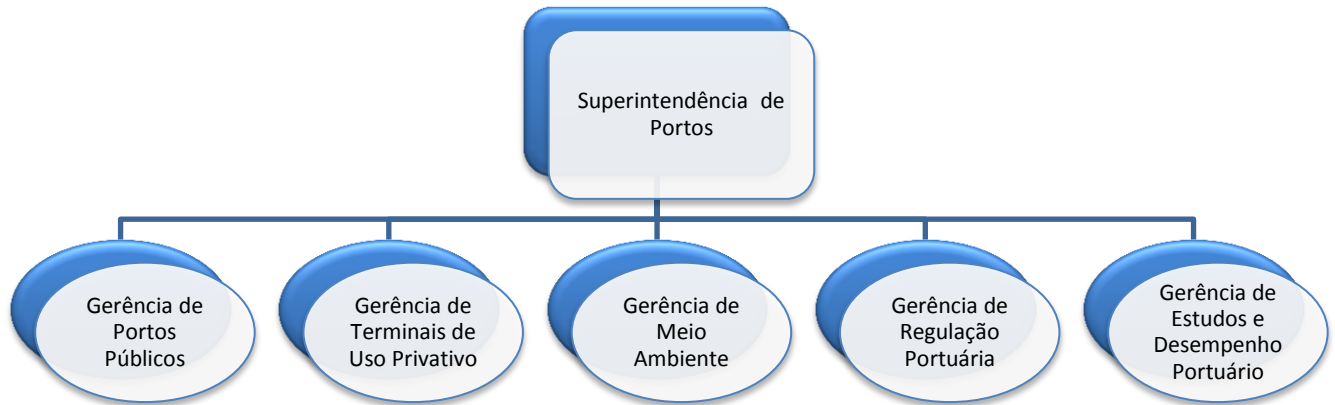 Superintendência de
Portos
Gerência de
Portos
Públicos
Gerência de
Terminais de
Uso Privativo
Gerência de
Meio
Ambiente
Gerência de
Regulação
Portuária
Gerência de
Estudos e
Desempenho
Portuário